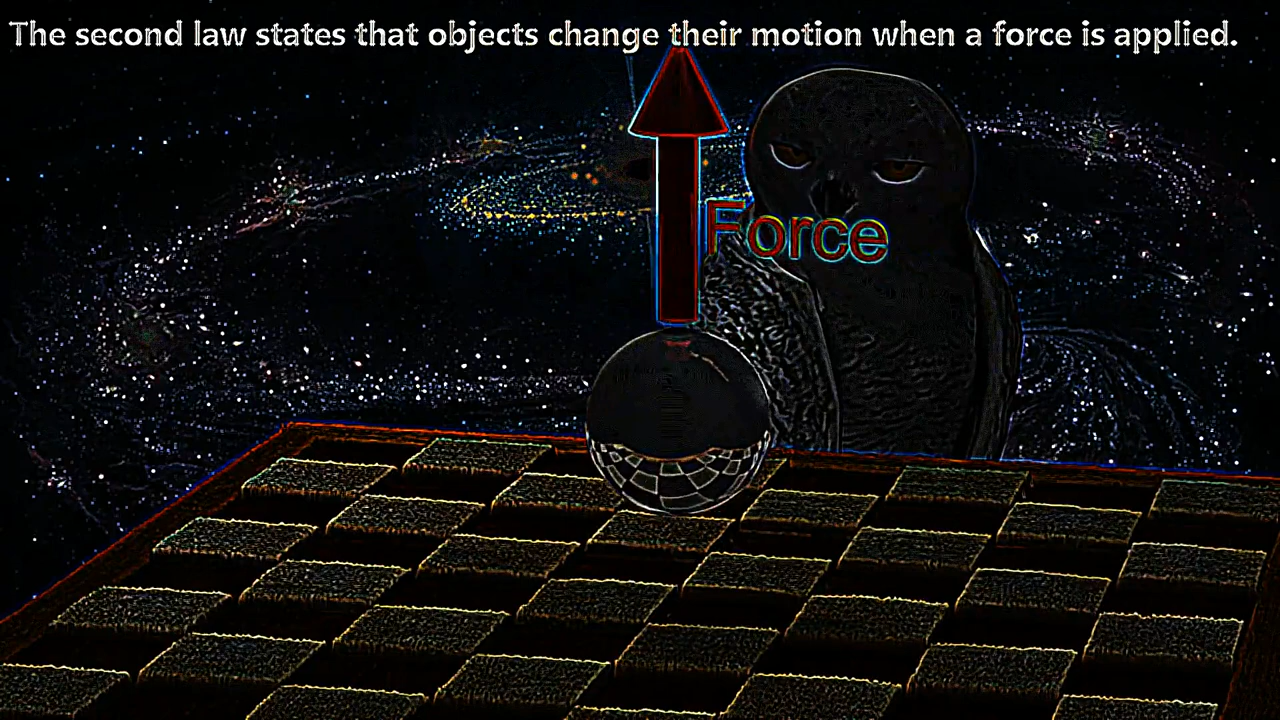 The second law states that objects change their motion when a force is applied.
Force